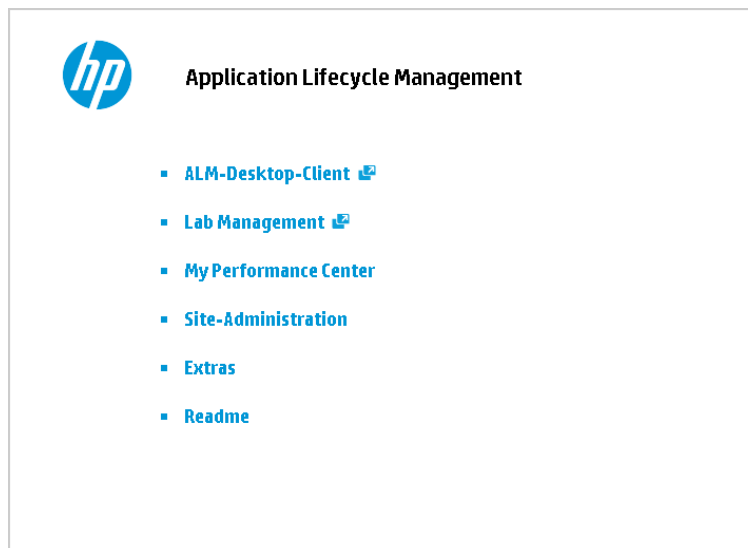 hp
Application Lifecycle Management
ALM-Desktop-Client
Lab Management
My Performance Center
Site-Administration
Extras
Readme